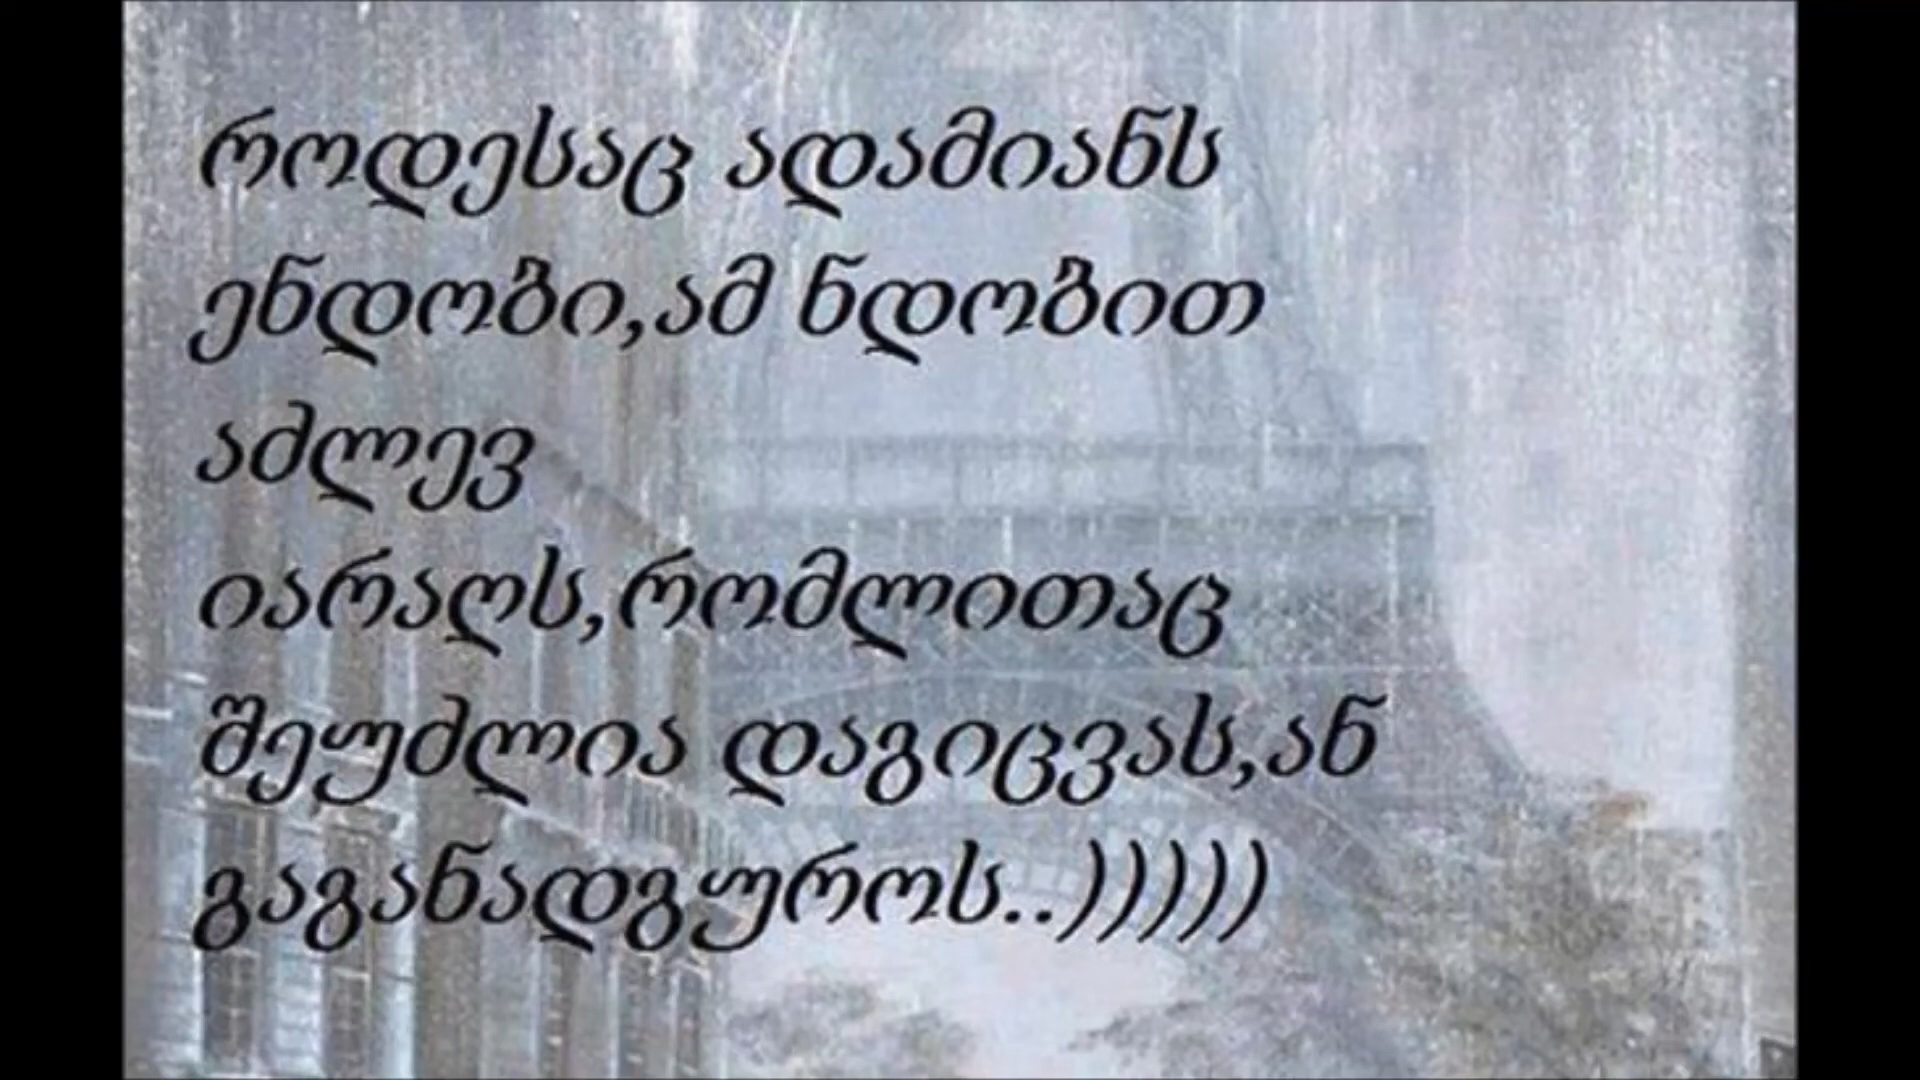 როდესაც ადამიანს
ენდობი,ამ ნდობით
აძლევ
იარაღს,რომლითაც
შეუძლია დაგიცვას,ან
გაგანადგუროს..)))))